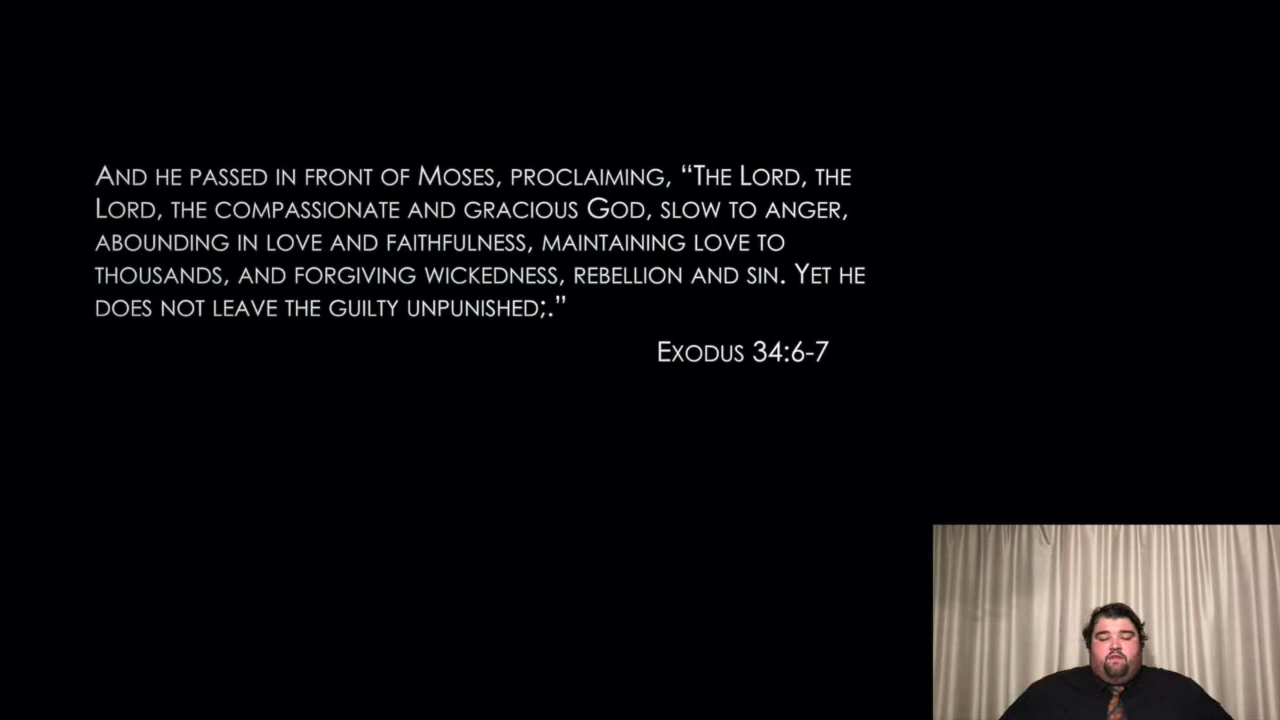 And he passed in front of Moses, proclaiming, “The Lord, the
Lord, the compassionate and gracious God, slow to anger,
abounding in love and faithfulness, maintaining love to
thousands, and forgiving wickedness, rebellion and sin. Yet he
does not leave the guilty unpunished;.”
Exodus 34:6-7